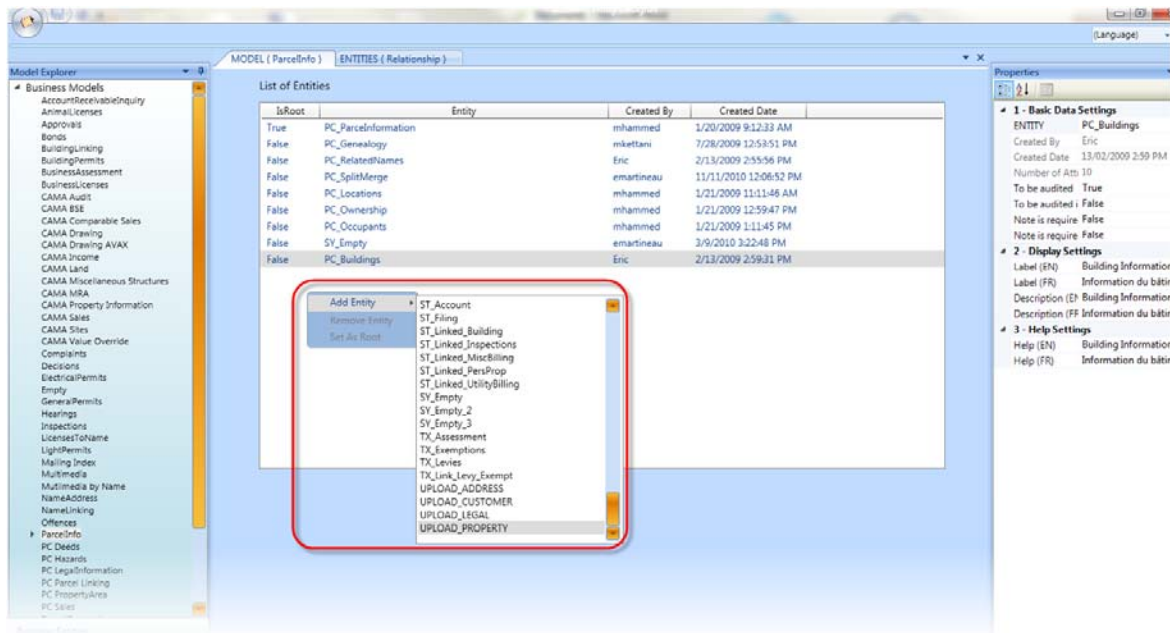 (Language)
MODEL ( ParcelInfo )
ENTITIES ( Relationship )
Model Explorer
Business Models
AccountReceivableInquiry
AnimalLicenses
Approvals
Bonds
BuildingLinking
BuildingPermits
BusinessAssessment
BusinessLicenses
CAMA Audit
CAMA BSE
CAMA Comparable Sales
CAMA Drawing
CAMA Drawing AVAX
CAMA Income
CAMA Land
CAMA Miscellaneous Structures
CAMA MRA
CAMA Property Information
CAMA Sales
CAMA Sites
CAMA Value Override
Complaints
Decisions
ElectricalPermits
Empty
GeneralPermits
Hearings
Inspections
LicensesToName
LightPermits
Mailing Index
Multimedia
Mutlimedia by Name
NameAddress
NameLinking
Offences
ParcelInfo
PC Deeds
PC Hazards
PC LegalInformation
PC Parcel Linking
PC PropertyArea
PC Sales
List of Entities
IsRoot Entity Created By Created Date
True PC_ParcelInformation mhammed 1/20/2009 9:12:33 AM
False PC_Genealogy mkettani 7/28/2009 12:53:51 PM
False PC_RelatedNames Eric 2/13/2009 2:55:56 PM
False PC_SplitMerge emartineau 11/11/2010 12:06:52 PM
False PC_Locations mhammed 1/21/2009 11:11:46 AM
False PC_Ownership mhammed 1/21/2009 12:59:47 PM
False PC_Occupants mhammed 1/21/2009 1:11:45 PM
False SY_Empty emartineau 3/9/2010 3:22:48 PM
False PC_Buildings Eric 2/13/2009 2:59:31 PM
Add Entity
Remove Entity
Set As Root
ST_Account
ST_Filing
ST_Linked_Building
ST_Linked_Inspections
ST_Linked_MiscBilling
ST_Linked_PersProp
ST_Linked_UtilityBilling
SY_Empty
SY_Empty_2
SY_Empty_3
TX_Assessment
TX_Exemptions
TX_Levies
TX_Link_Levy_Exempt
UPLOAD_ADDRESS
UPLOAD_CUSTOMER
UPLOAD_LEGAL
UPLOAD_PROPERTY
Properties
1 - Basic Data Settings
ENTITY PC_Buildings
Created By Eric
Created Date 13/02/2009 2:59 PM
Number of Att 10
To be audited True
To be audited i False
Note is require False
Note is require False
2 - Display Settings
Label (EN) Building Information
Label (FR) Information du bâtim
Description (EN Building Information
Description (FF Information du bâtim
3 - Help Settings
Help (EN) Building Information
Help (FR) Information du bâtim